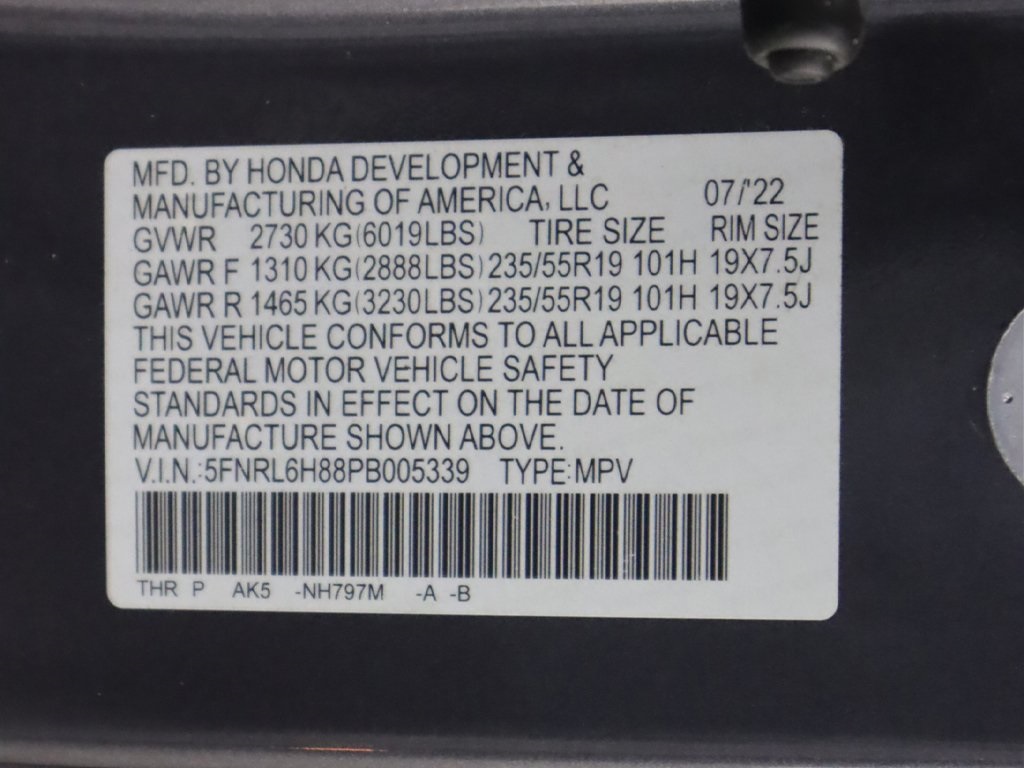 MFD. BY HONDA DEVELOPMENT &
MANUFACTURING OF AMERICA, LLC 07/'22
GVWR 2730 KG(6019LBS) TIRE SIZE RIM SIZE
GAWR F 1310 KG(2888LBS) 235/55R19 101H 19X7.5J
GAWR R 1465 KG(3230LBS) 235/55R19 101H 19X7.5J
THIS VEHICLE CONFORMS TO ALL APPLICABLE
FEDERAL MOTOR VEHICLE SAFETY
STANDARDS IN EFFECT ON THE DATE OF
MANUFACTURE SHOWN ABOVE.
V.I.N.:5FNRL6H88PB005339 TYPE:MPV
THR P AK5 -NH797M -A -B